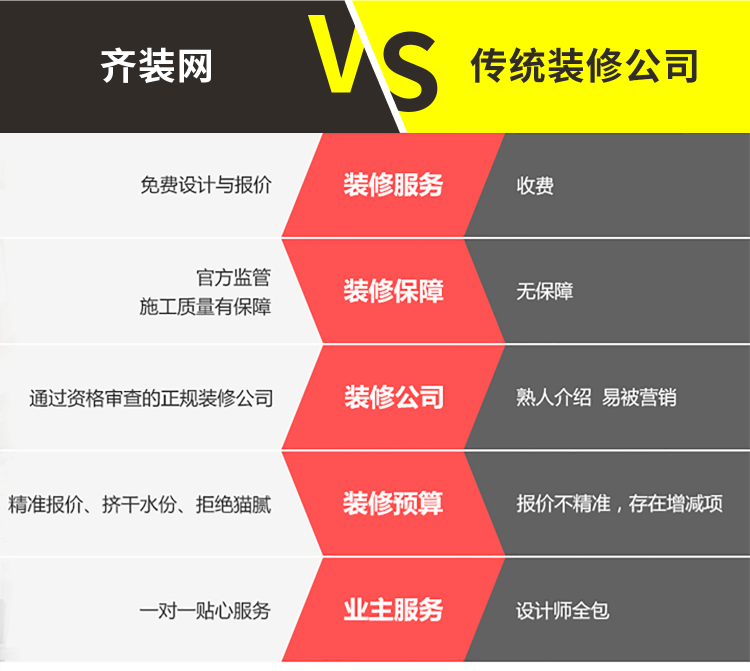 齐装网
VS
传统装修公司
免费设计与报价
装修服务
收费
官方监管
施工质量有保障
装修保障
无保障
通过资格审查的正规装修公司
装修公司
熟人介绍 易被营销
精准报价、挤干水份、拒绝猫腻
装修预算
报价不精准，存在增减项
一对一贴心服务
业主服务
设计师全包